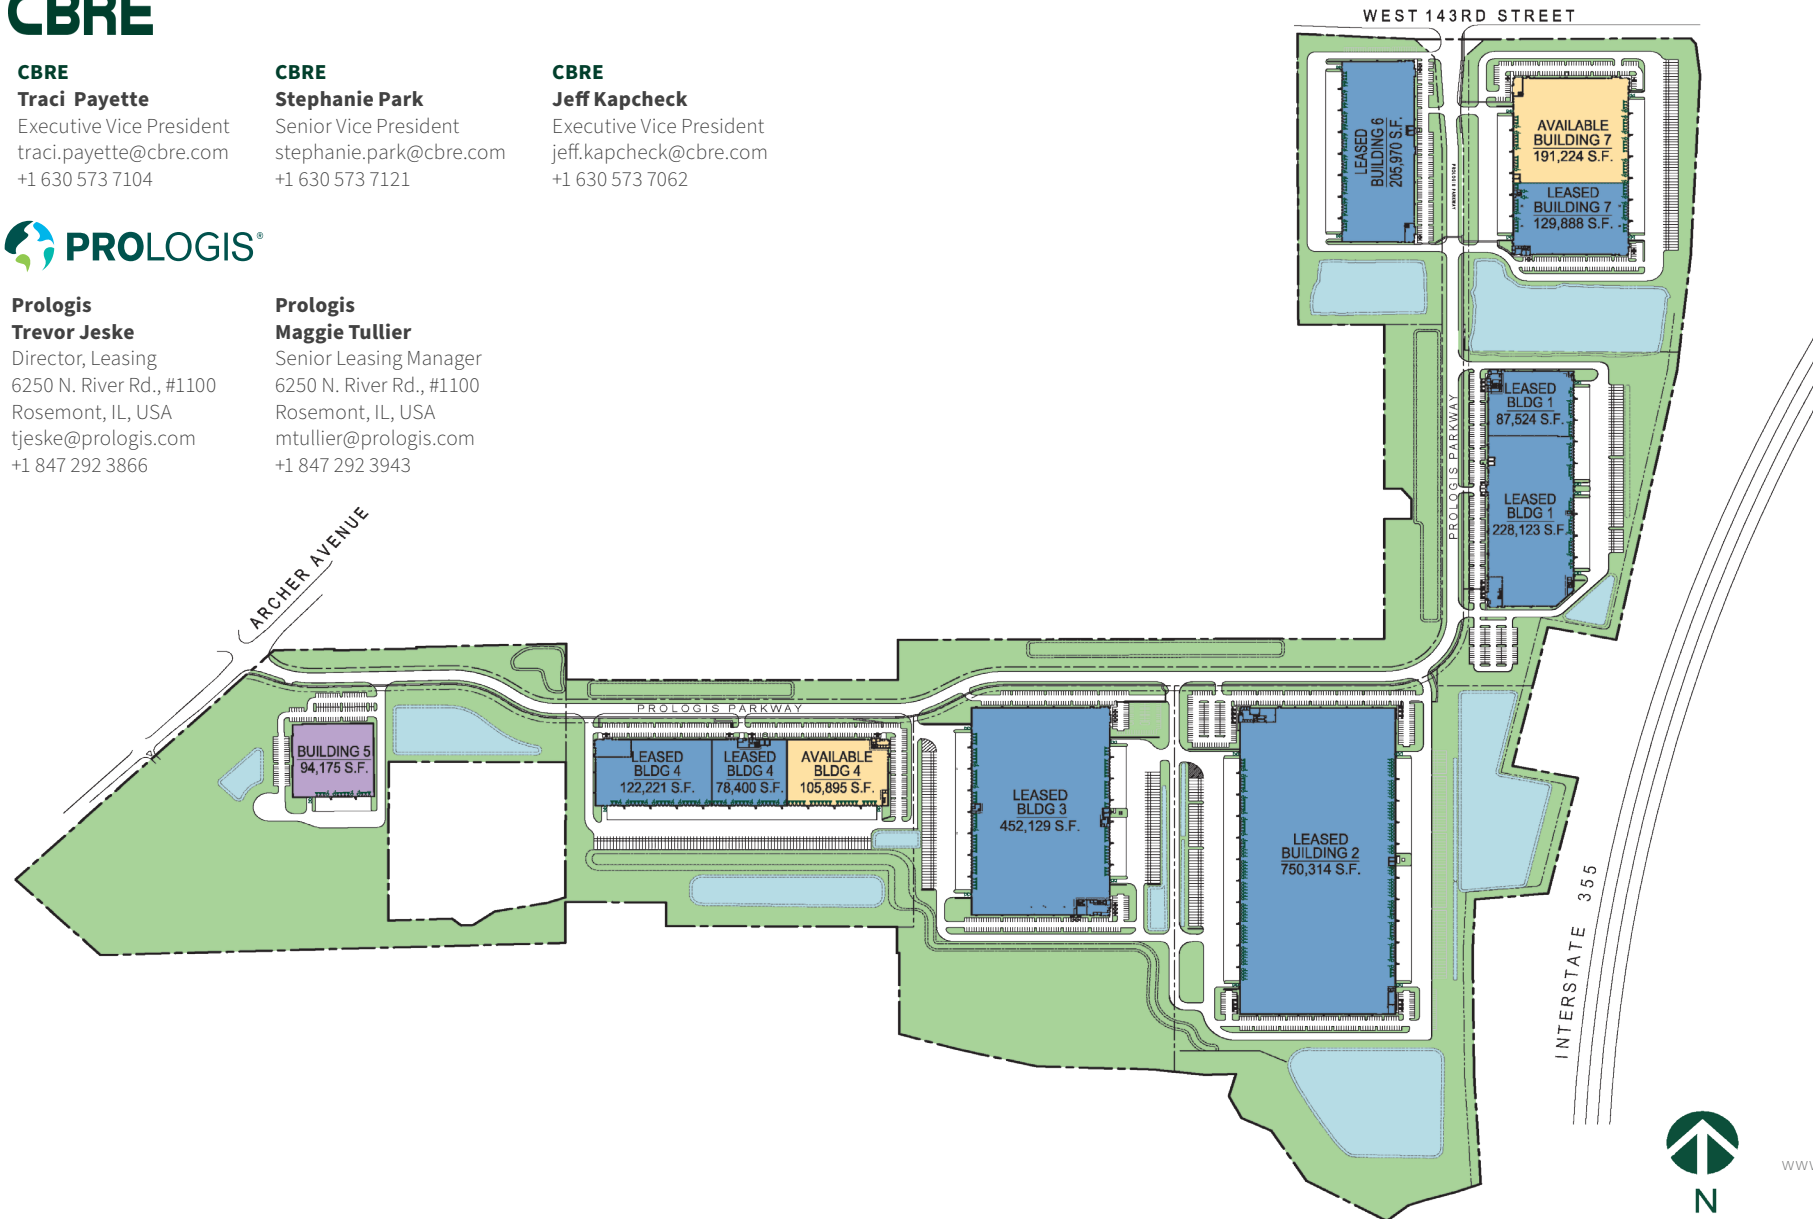 CBRE
CBRE
Traci Payette
Executive Vice President
traci.payette@cbre.com
+1 630 573 7104
CBRE
Stephanie Park
Senior Vice President
stephanie.park@cbre.com
+1 630 573 7121
CBRE
Jeff Kapcheck
Executive Vice President
jeff.kapcheck@cbre.com
+1 630 573 7062
PROLOGIS®
Prologis
Trevor Jeske
Director, Leasing
6250 N. River Rd., #1100
Rosemont, IL, USA
tjeske@prologis.com
+1 847 292 3866
Prologis
Maggie Tullier
Senior Leasing Manager
6250 N. River Rd., #1100
Rosemont, IL, USA
mtullier@prologis.com
+1 847 292 3943
WEST 143RD STREET
LEASED
BUILDING 6
205,970 S.F.
PROLOGIS PARKWAY
AVAILABLE
BUILDING 7
191,224 S.F.
LEASED
BUILDING 7
129,888 S.F.
LEASED
BLDG 1
87,524 S.F.
PROLOGIS PARKWAY
LEASED
BLDG 1
228,123 S.F.
ARCHER AVENUE
PROLOGIS PARKWAY
BUILDING 5
94,175 S.F.
LEASED
BLDG 4
122,221 S.F.
LEASED
BLDG 4
78,400 S.F.
AVAILABLE
BLDG 4
105,895 S.F.
LEASED
BLDG 3
452,129 S.F.
LEASED
BUILDING 2
750,314 S.F.
INTERSTATE 355
N